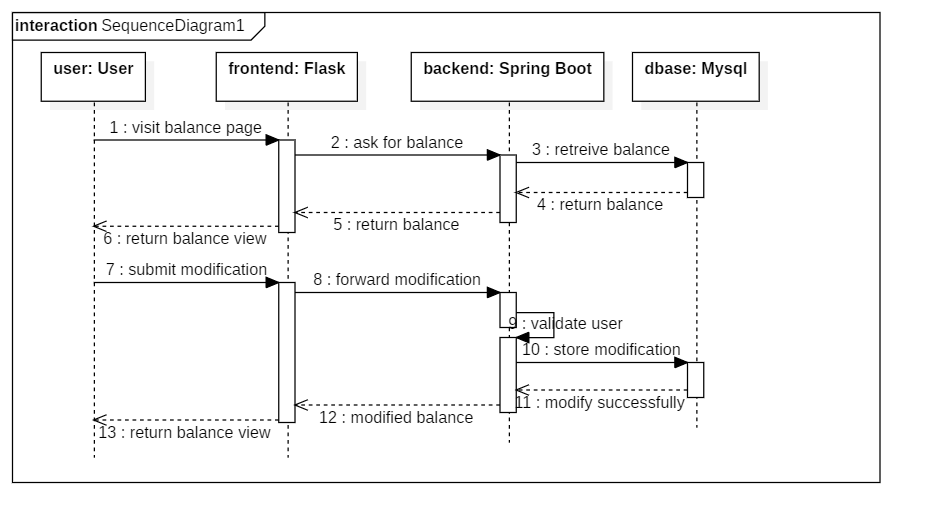 interaction SequenceDiagram1
user: User
frontend: Flask
backend: Spring Boot
dbase: Mysql
1 : visit balance page
2 : ask for balance
3 : retreive balance
4 : return balance
5 : return balance
6 : return balance view
7 : submit modification
8 : forward modification
9 : validate user
10 : store modification
11 : modify successfully
12 : modified balance
13 : return balance view